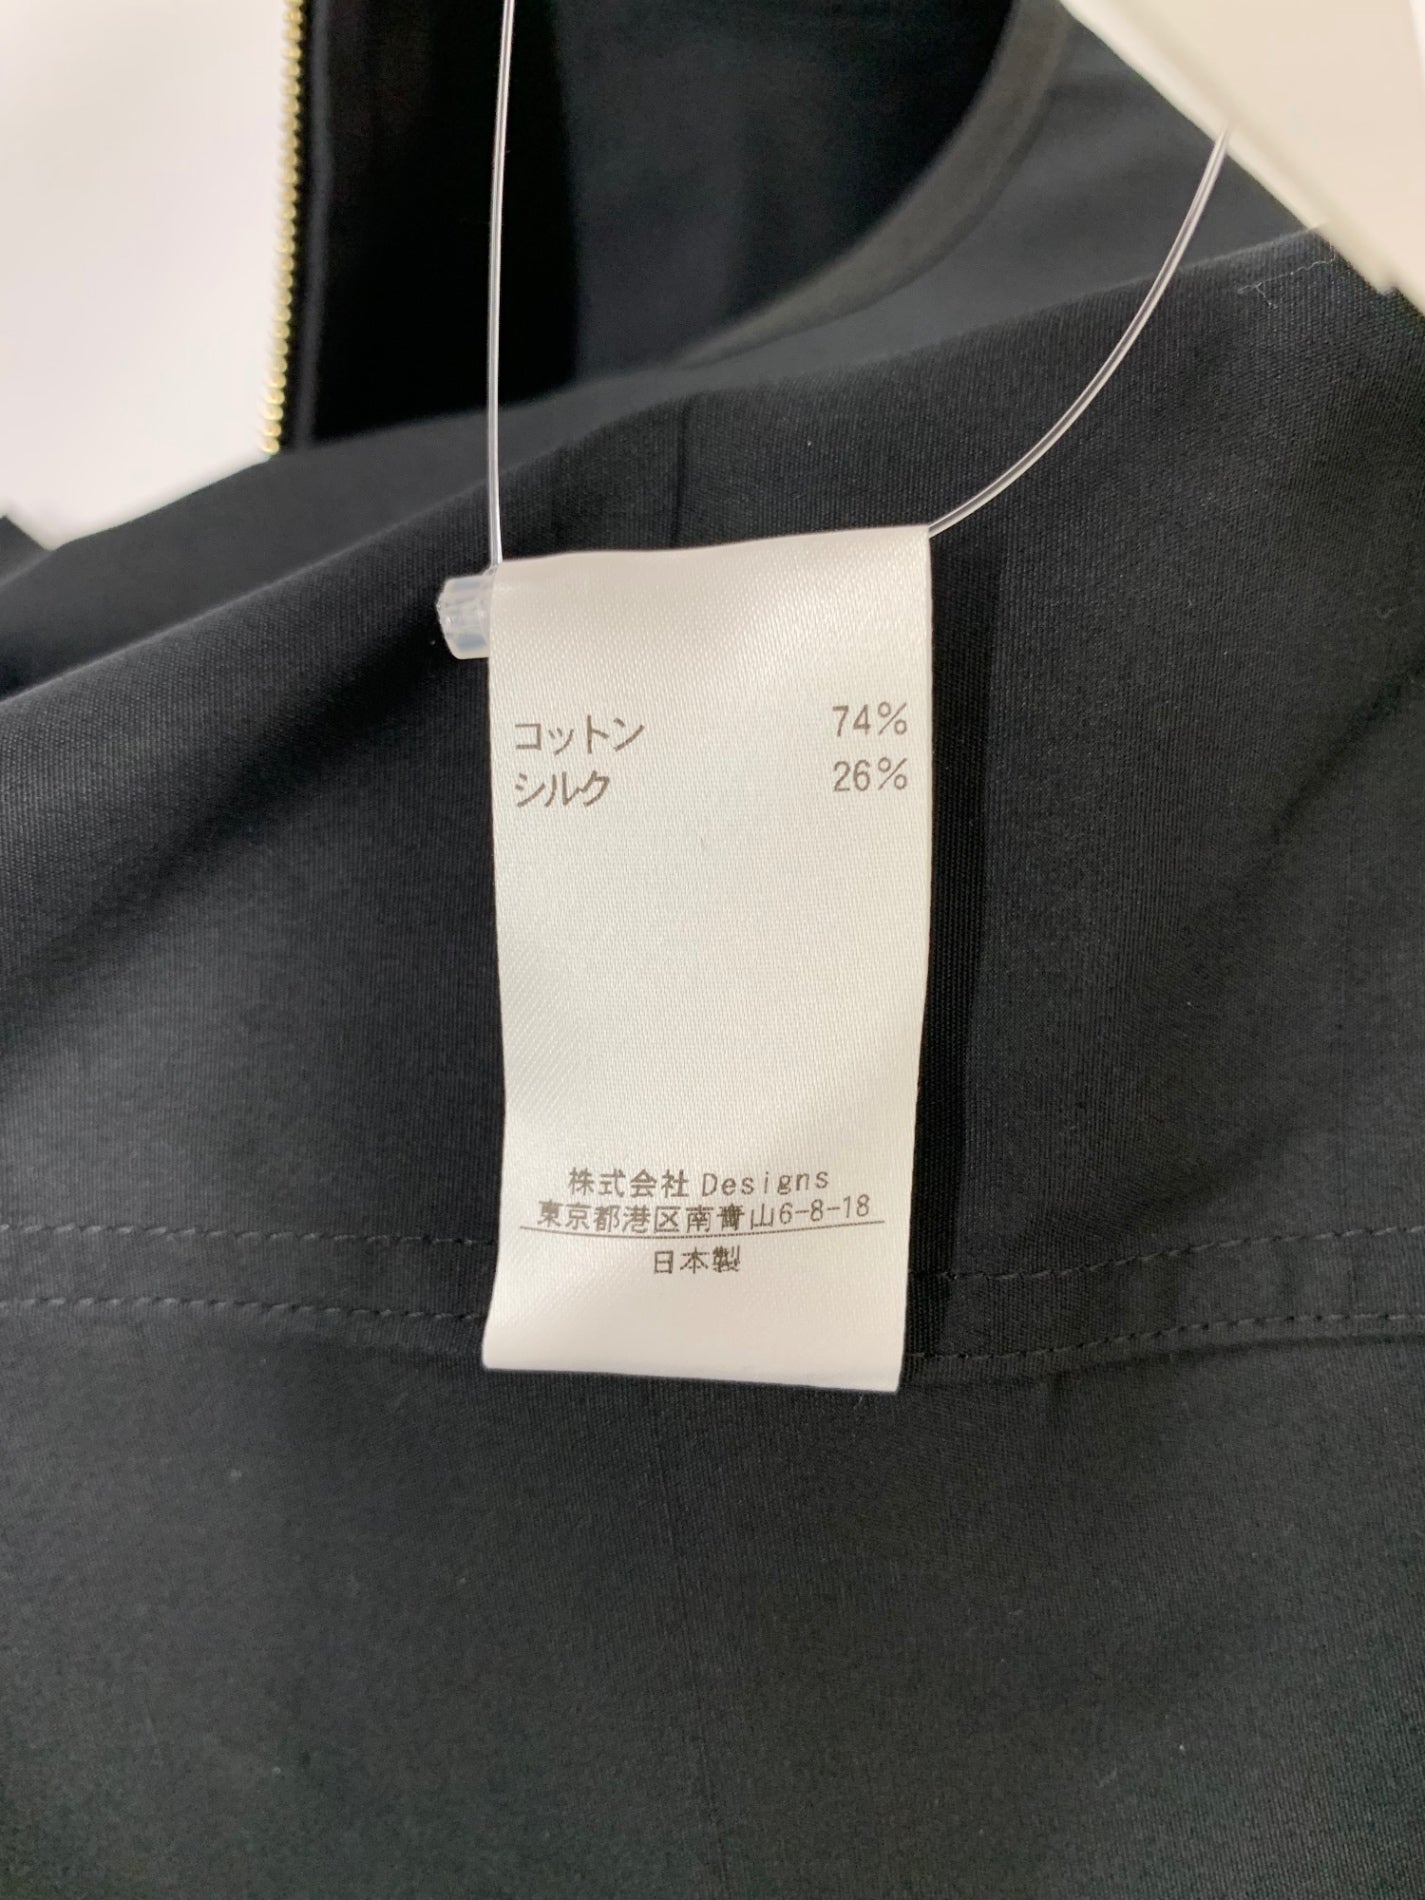 コットン 74%
シルク 26%
株式会社 Designs
東京都港区南青山6-8-18
日本製